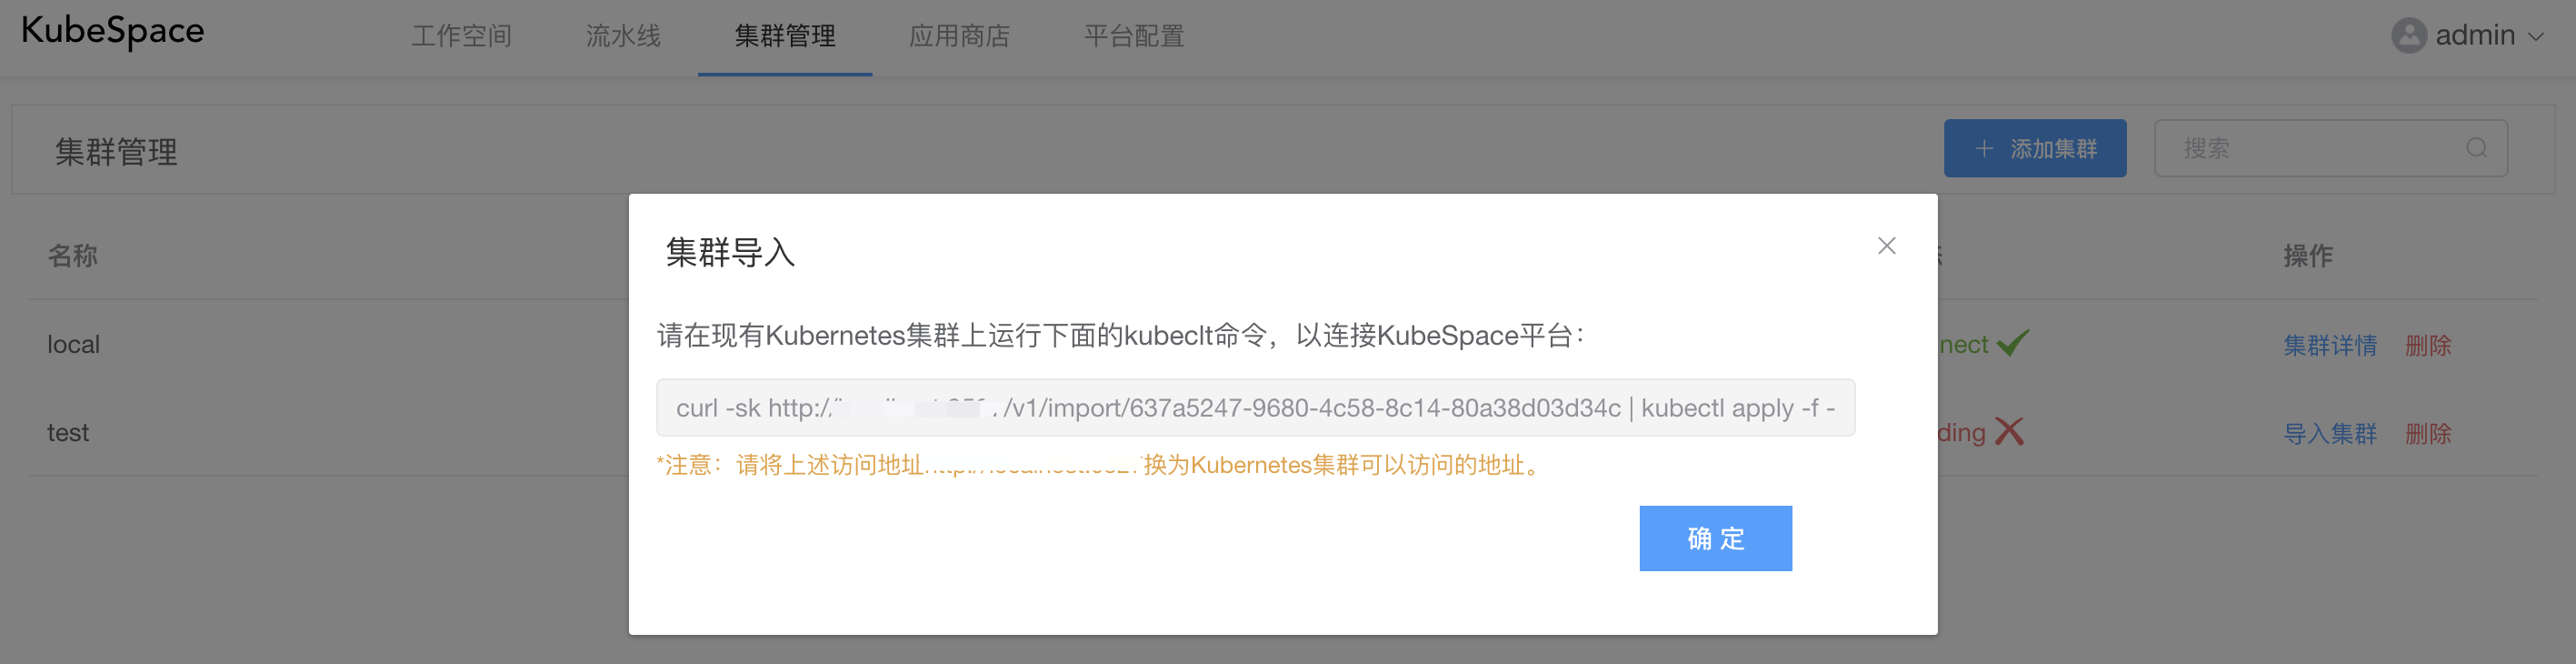 KubeSpace
工作空间 流水线 集群管理 应用商店 平台配置 admin
集群管理 添加集群 搜索
名称 操作
local nect 集群详情 删除
test ding 导入集群 删除
集群导入
请在现有Kubernetes集群上运行下面的kubeclt命令，以连接KubeSpace平台：
curl -sk http:// /v1/import/637a5247-9680-4c58-8c14-80a38d03d34c | kubectl apply -f -
*注意：请将上述访问地址 换为Kubernetes集群可以访问的地址。
确 定